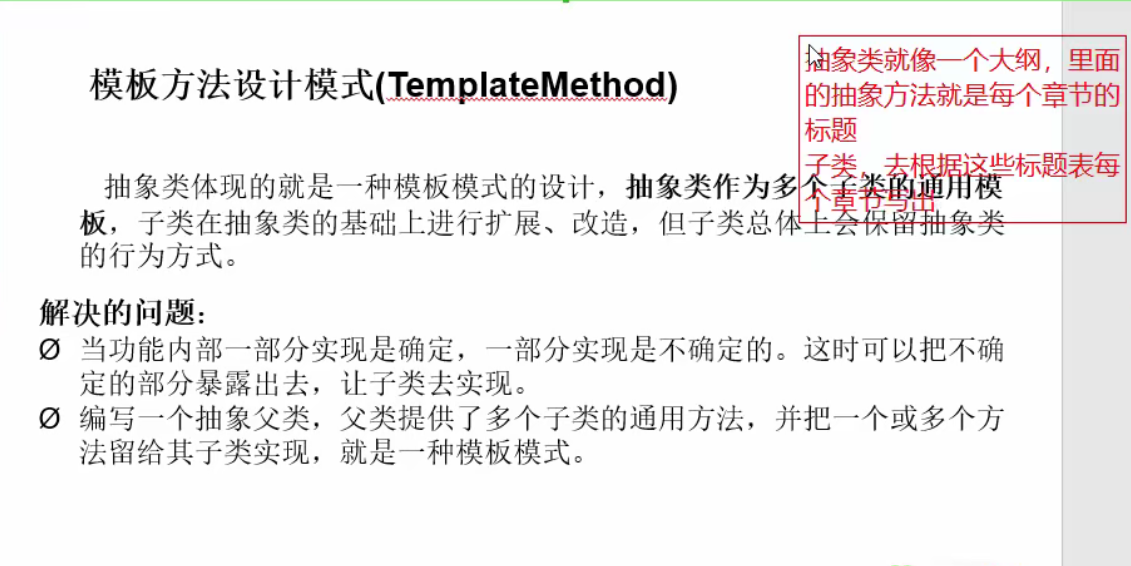 模板方法设计模式(TemplateMethod)
抽象类就像一个大纲，里面
的抽象方法就是每个章节的
标题
子类，去根据这些标题表每
个章节写出
抽象类体现的就是一种模板模式的设计，抽象类作为多个子类的通用模
板，子类在抽象类的基础上进行扩展、改造，但子类总体上会保留抽象类
的行为方式。
解决的问题：
Ø 当功能内部一部分实现是确定，一部分实现是不确定的。这时可以把不确
定的部分暴露出去，让子类去实现。
Ø 编写一个抽象父类，父类提供了多个子类的通用方法，并把一个或多个方
法留给其子类实现，就是一种模板模式。